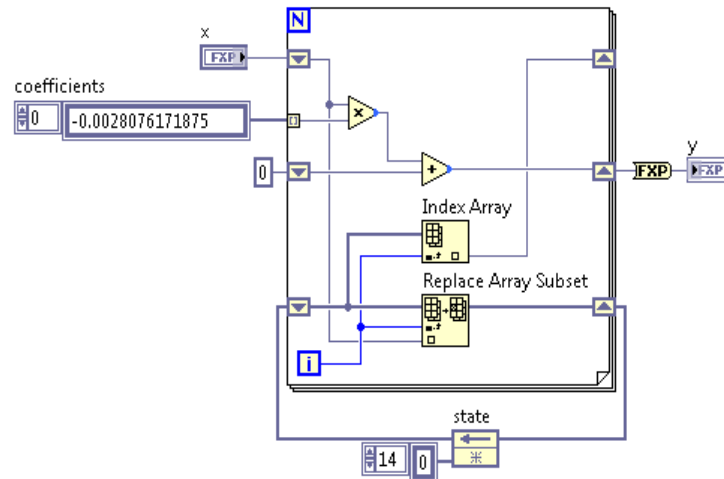 N
x
FXP
coefficients
0
-0.0028076171875
x
0
+
y
FXP
FXP
Index Array
Replace Array Subset
i
state
14
0